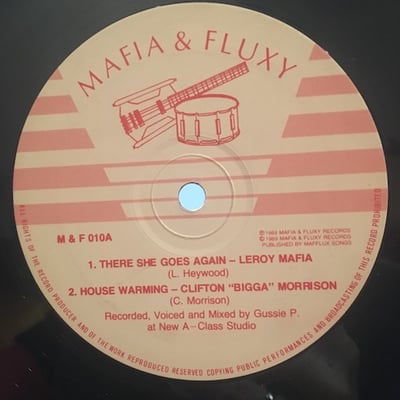 MAFIA & FLUXY
M & F 010A
℗ 1989 MAFIA & FLUXY RECORDS
© 1989 MAFIA & FLUXY RECORDS
PUBLISHED BY MAFFLUX SONGS
1. THERE SHE GOES AGAIN – LEROY MAFIA
(L. Heywood)
2. HOUSE WARMING – CLIFTON "BIGGA" MORRISON
(C. Morrison)
Recorded, Voiced and Mixed by Gussie P.
at New A-Class Studio
ALL RIGHTS OF THE RECORD PRODUCER AND OF THE WORK REPRODUCED RESERVED COPYING PUBLIC PERFORMANCES AND BROADCASTING OF THIS RECORD PROHIBITED